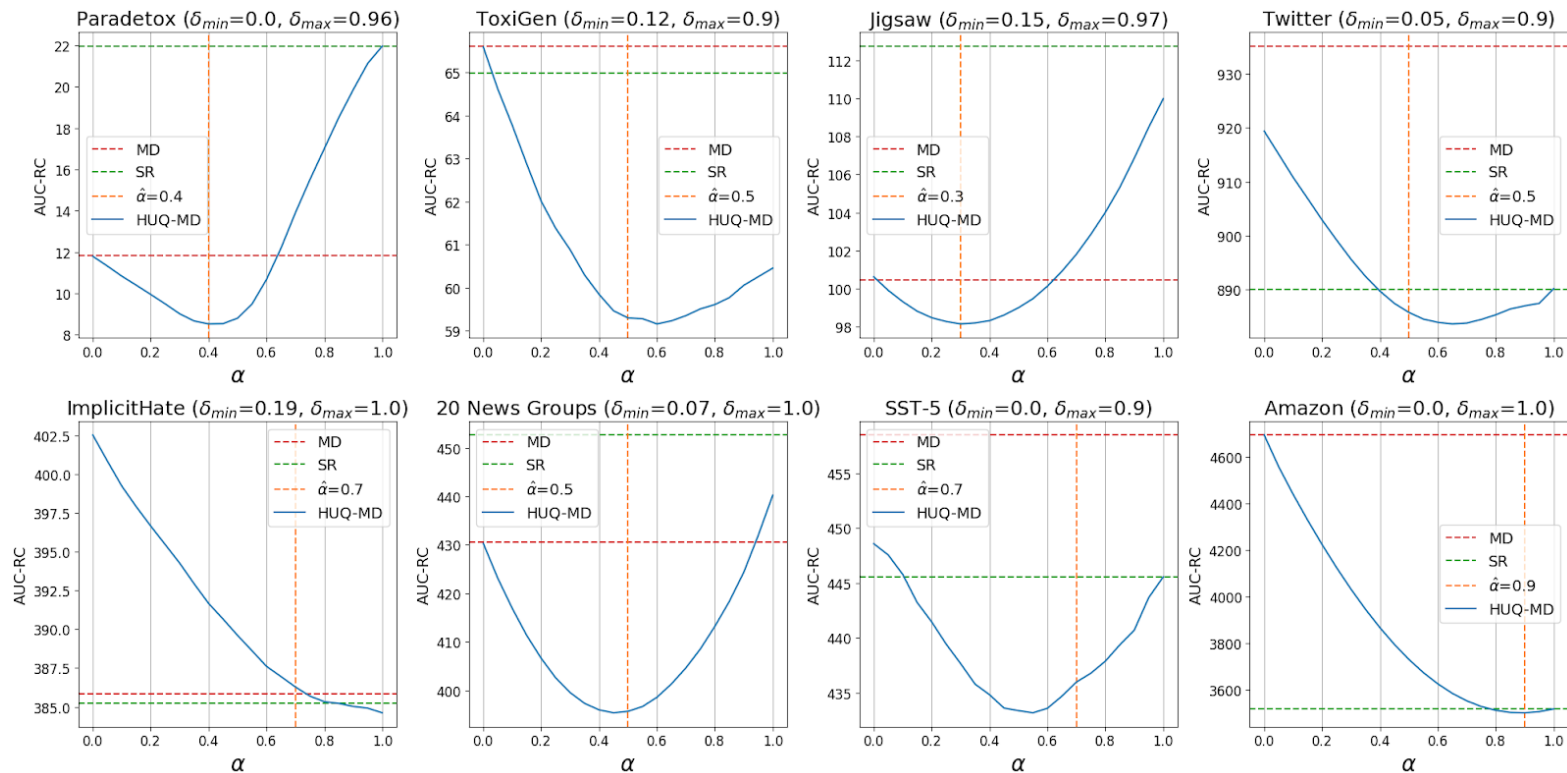 Paradetox (δmin=0.0, δmax=0.96)
AUC-RC
22
20
18
16
14
12
10
8
MD
SR
α̂=0.4
HUQ-MD
0.0 0.2 0.4 0.6 0.8 1.0
α
ToxiGen (δmin=0.12, δmax=0.9)
AUC-RC
65
64
63
62
61
60
59
MD
SR
α̂=0.5
HUQ-MD
0.0 0.2 0.4 0.6 0.8 1.0
α
Jigsaw (δmin=0.15, δmax=0.97)
AUC-RC
112
110
108
106
104
102
100
98
MD
SR
α̂=0.3
HUQ-MD
0.0 0.2 0.4 0.6 0.8 1.0
α
Twitter (δmin=0.05, δmax=0.9)
AUC-RC
930
920
910
900
890
MD
SR
α̂=0.5
HUQ-MD
0.0 0.2 0.4 0.6 0.8 1.0
α
ImplicitHate (δmin=0.19, δmax=1.0)
AUC-RC
402.5
400.0
397.5
395.0
392.5
390.0
387.5
385.0
MD
SR
α̂=0.7
HUQ-MD
0.0 0.2 0.4 0.6 0.8 1.0
α
20 News Groups (δmin=0.07, δmax=1.0)
AUC-RC
450
440
430
420
410
400
MD
SR
α̂=0.5
HUQ-MD
0.0 0.2 0.4 0.6 0.8 1.0
α
SST-5 (δmin=0.0, δmax=0.9)
AUC-RC
455
450
445
440
435
MD
SR
α̂=0.7
HUQ-MD
0.0 0.2 0.4 0.6 0.8 1.0
α
Amazon (δmin=0.0, δmax=1.0)
AUC-RC
4600
4400
4200
4000
3800
3600
MD
SR
α̂=0.9
HUQ-MD
0.0 0.2 0.4 0.6 0.8 1.0
α